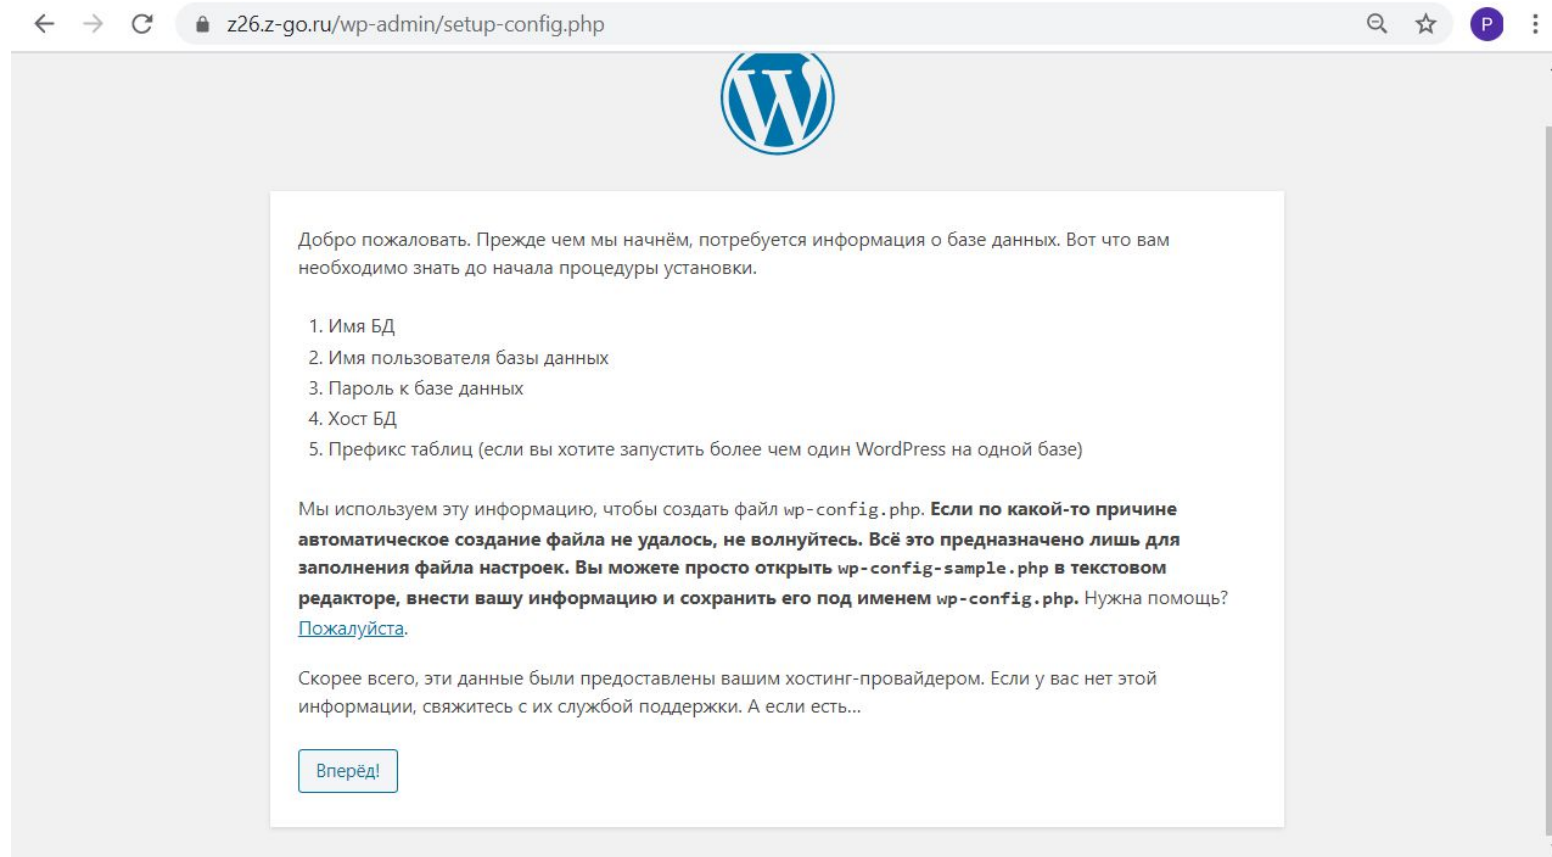 z26.z-go.ru/wp-admin/setup-config.php
P
Добро пожаловать. Прежде чем мы начнём, потребуется информация о базе данных. Вот что вам
необходимо знать до начала процедуры установки.
1. Имя БД
2. Имя пользователя базы данных
3. Пароль к базе данных
4. Хост БД
5. Префикс таблиц (если вы хотите запустить более чем один WordPress на одной базе)
Мы используем эту информацию, чтобы создать файл wp-config.php. Если по какой-то причине
автоматическое создание файла не удалось, не волнуйтесь. Всё это предназначено лишь для
заполнения файла настроек. Вы можете просто открыть wp-config-sample.php в текстовом
редакторе, внести вашу информацию и сохранить его под именем wp-config.php. Нужна помощь?
Пожалуйста.
Скорее всего, эти данные были предоставлены вашим хостинг-провайдером. Если у вас нет этой
информации, свяжитесь с их службой поддержки. А если есть…
Вперёд!